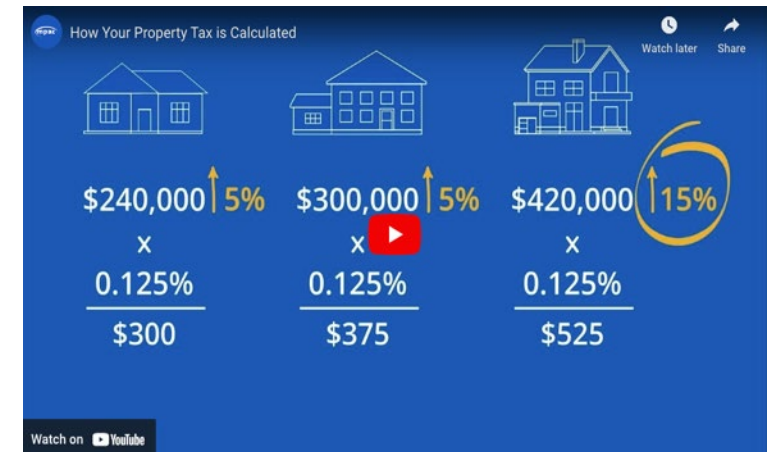 mpac How Your Property Tax is Calculated
Watch later Share
$240,000 5% $300,000 5% $420,000 15%
x x x
0.125% 0.125% 0.125%
$300 $375 $525
Watch on YouTube